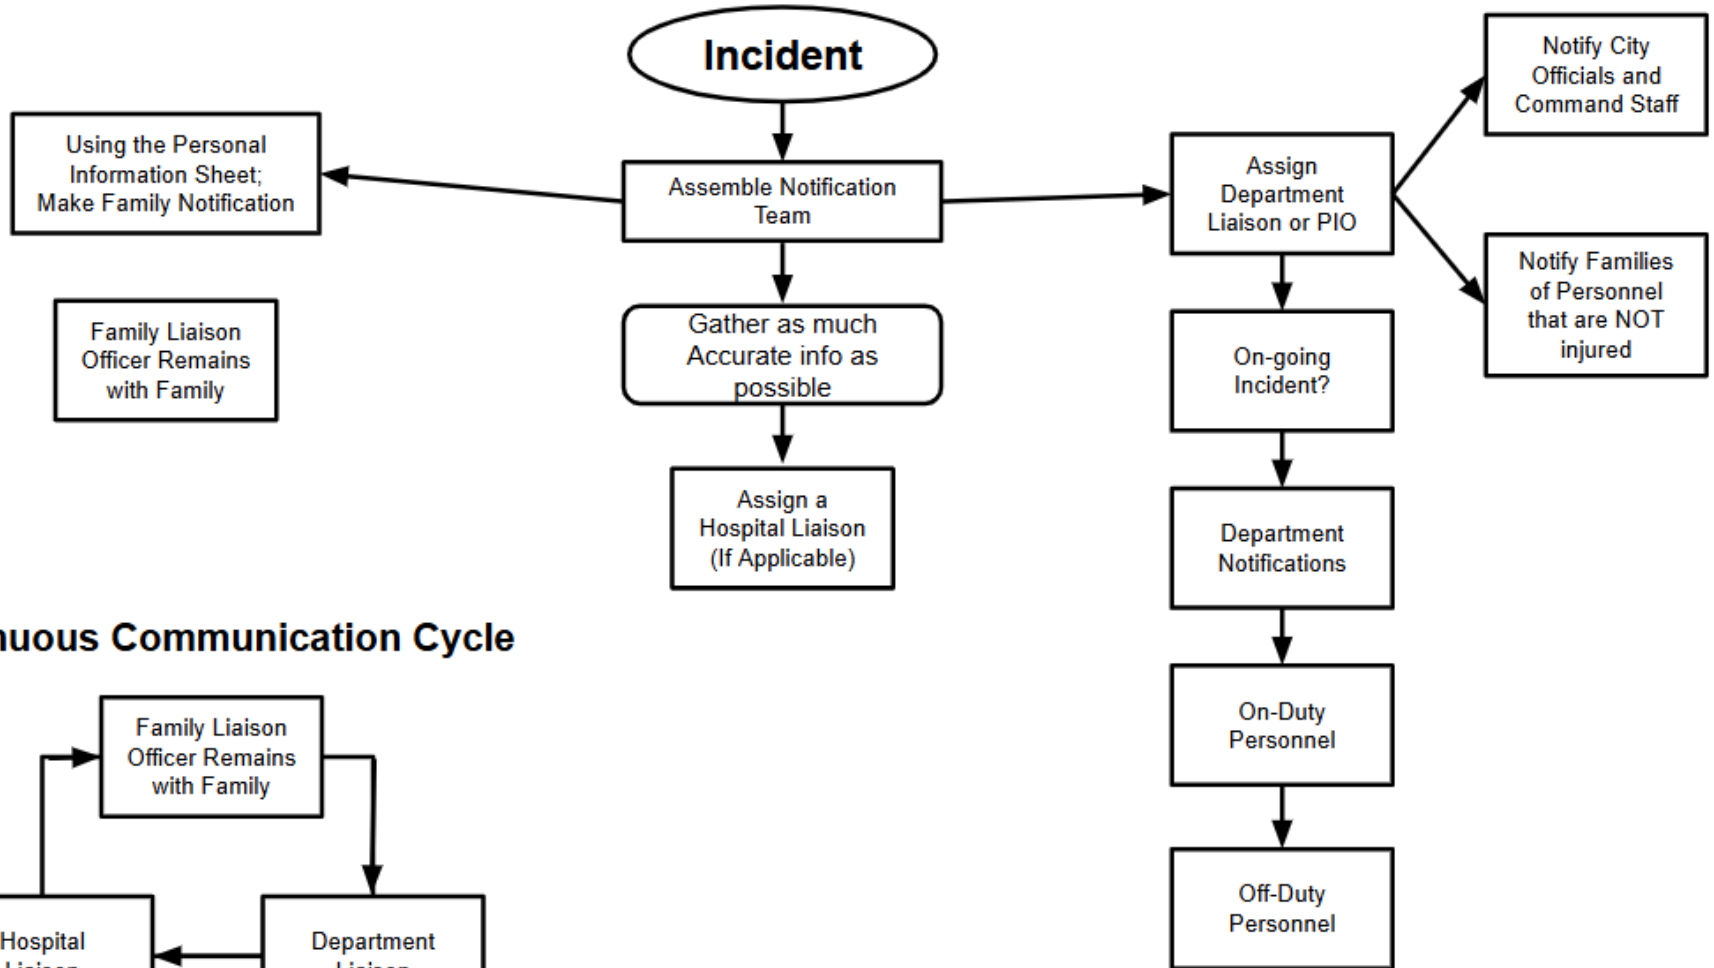 Incident
Notify City
Officials and
Command Staff
Using the Personal
Information Sheet;
Make Family Notification
Assemble Notification
Team
Assign
Department
Liaison or PIO
Notify Families
of Personnel
that are NOT
injured
Family Liaison
Officer Remains
with Family
Gather as much
Accurate info as
possible
On-going
Incident?
Assign a
Hospital Liaison
(If Applicable)
Department
Notifications
Communication Cycle
Family Liaison
Officer Remains
with Family
On-Duty
Personnel
Hospital
Department
Liaison
Off-Duty
Personnel